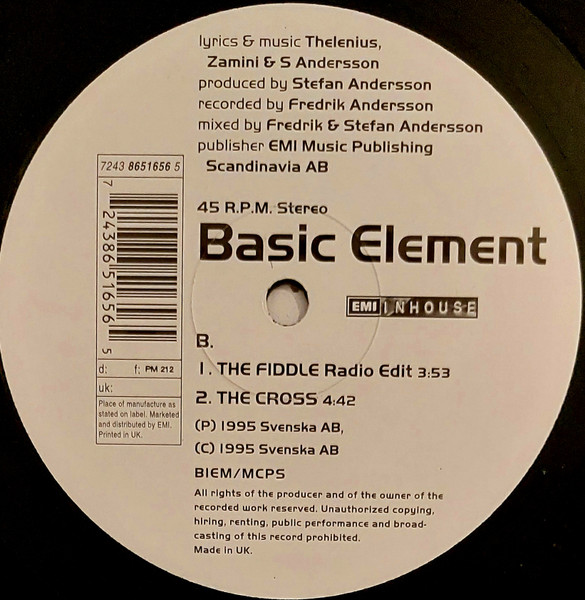 lyrics & music Thelenius,
Zamini & S Andersson
produced by Stefan Andersson
recorded by Fredrik Andersson
mixed by Fredrik & Stefan Andersson
publisher EMI Music Publishing
Scandinavia AB
7243 8651656 5
7 24386 51656 5
d: f: PM 212
uk:
Place of manufacture as
stated on label. Marketed
and distributed by EMI.
Printed in UK.
45 R.P.M. Stereo
Basic Element
EMI INHOUSE
B.
1. THE FIDDLE Radio Edit 3:53
2. THE CROSS 4:42
(P) 1995 Svenska AB,
(C) 1995 Svenska AB
BIEM/MCPS
All rights of the producer and of the owner of the
recorded work reserved. Unauthorized copying,
hiring, renting, public performance and broad-
casting of this record prohibited.
Made in UK.